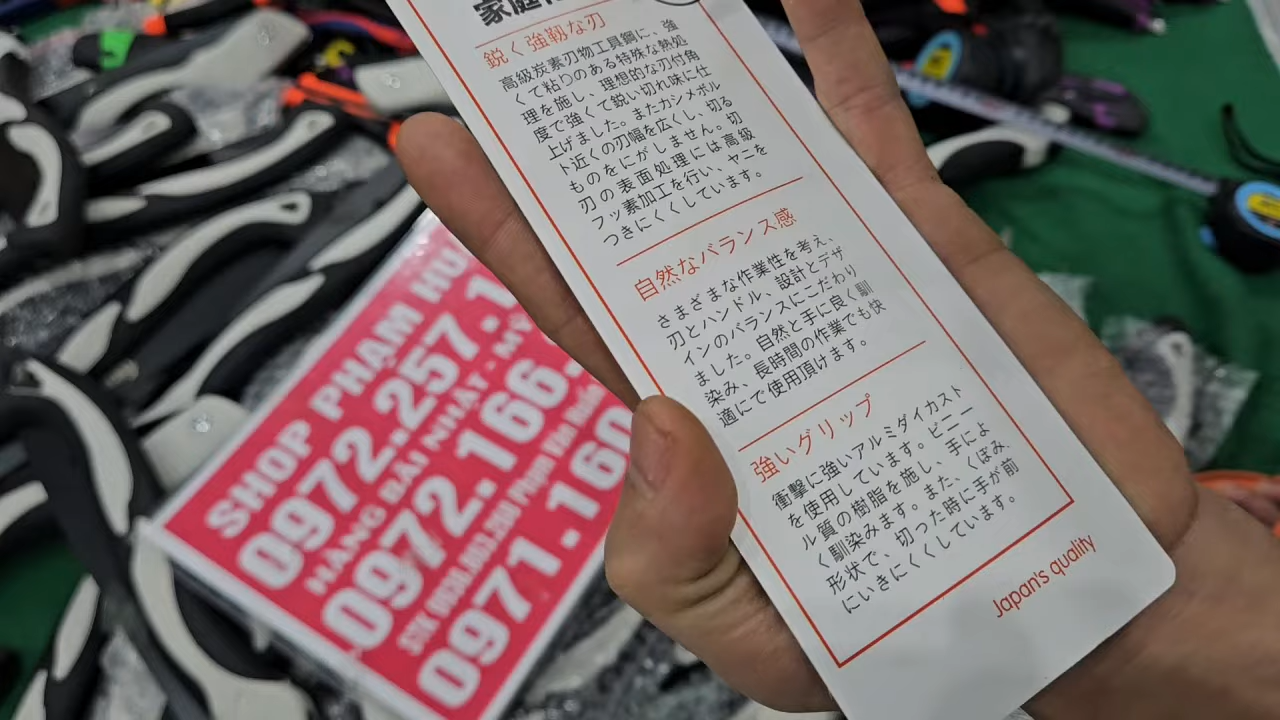 家庭
鋭く強靱な刃
高級炭素刃物工具鋼に、強
くて粘りのある特殊な熱処
理を施し、理想的な刃付角
度で強くて鋭い切れ味に仕
上げました。またカシメボル
ト近くの刃幅を広くし、切る
ものをにがしません。切
刃の表面処理には高級
フッ素加工を行い、ヤニを
つきにくくしています。
自然なバランス感
さまざまな作業性を考え、
刃とハンドル、設計とデザ
インのバランスにこだわり
ました。自然と手に良く馴
染み、長時間の作業でも快
適にで使用頂けます。
強いグリップ
衝撃に強いアルミダイカスト
を使用しています。ビニー
ル質の樹脂を施し、手によ
く馴染みます。また、くぼみ
形状で、切った時に手が前
にいきにくくしています。
Japan's quality
SHOP PHẠM HU
0972.257.1
HÀNG BÃI NHẬT - MỸ
0972.166.
STK Phạm Văn
0971.160